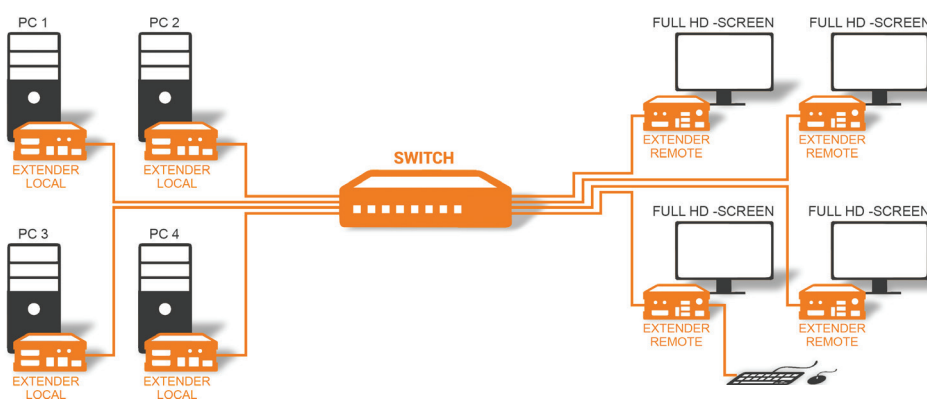 PC 1
PC 2
FULL HD -SCREEN
FULL HD -SCREEN
EXTENDER
LOCAL
EXTENDER
LOCAL
SWITCH
EXTENDER
REMOTE
EXTENDER
REMOTE
PC 3
PC 4
FULL HD -SCREEN
FULL HD -SCREEN
EXTENDER
LOCAL
EXTENDER
LOCAL
EXTENDER
REMOTE
EXTENDER
REMOTE